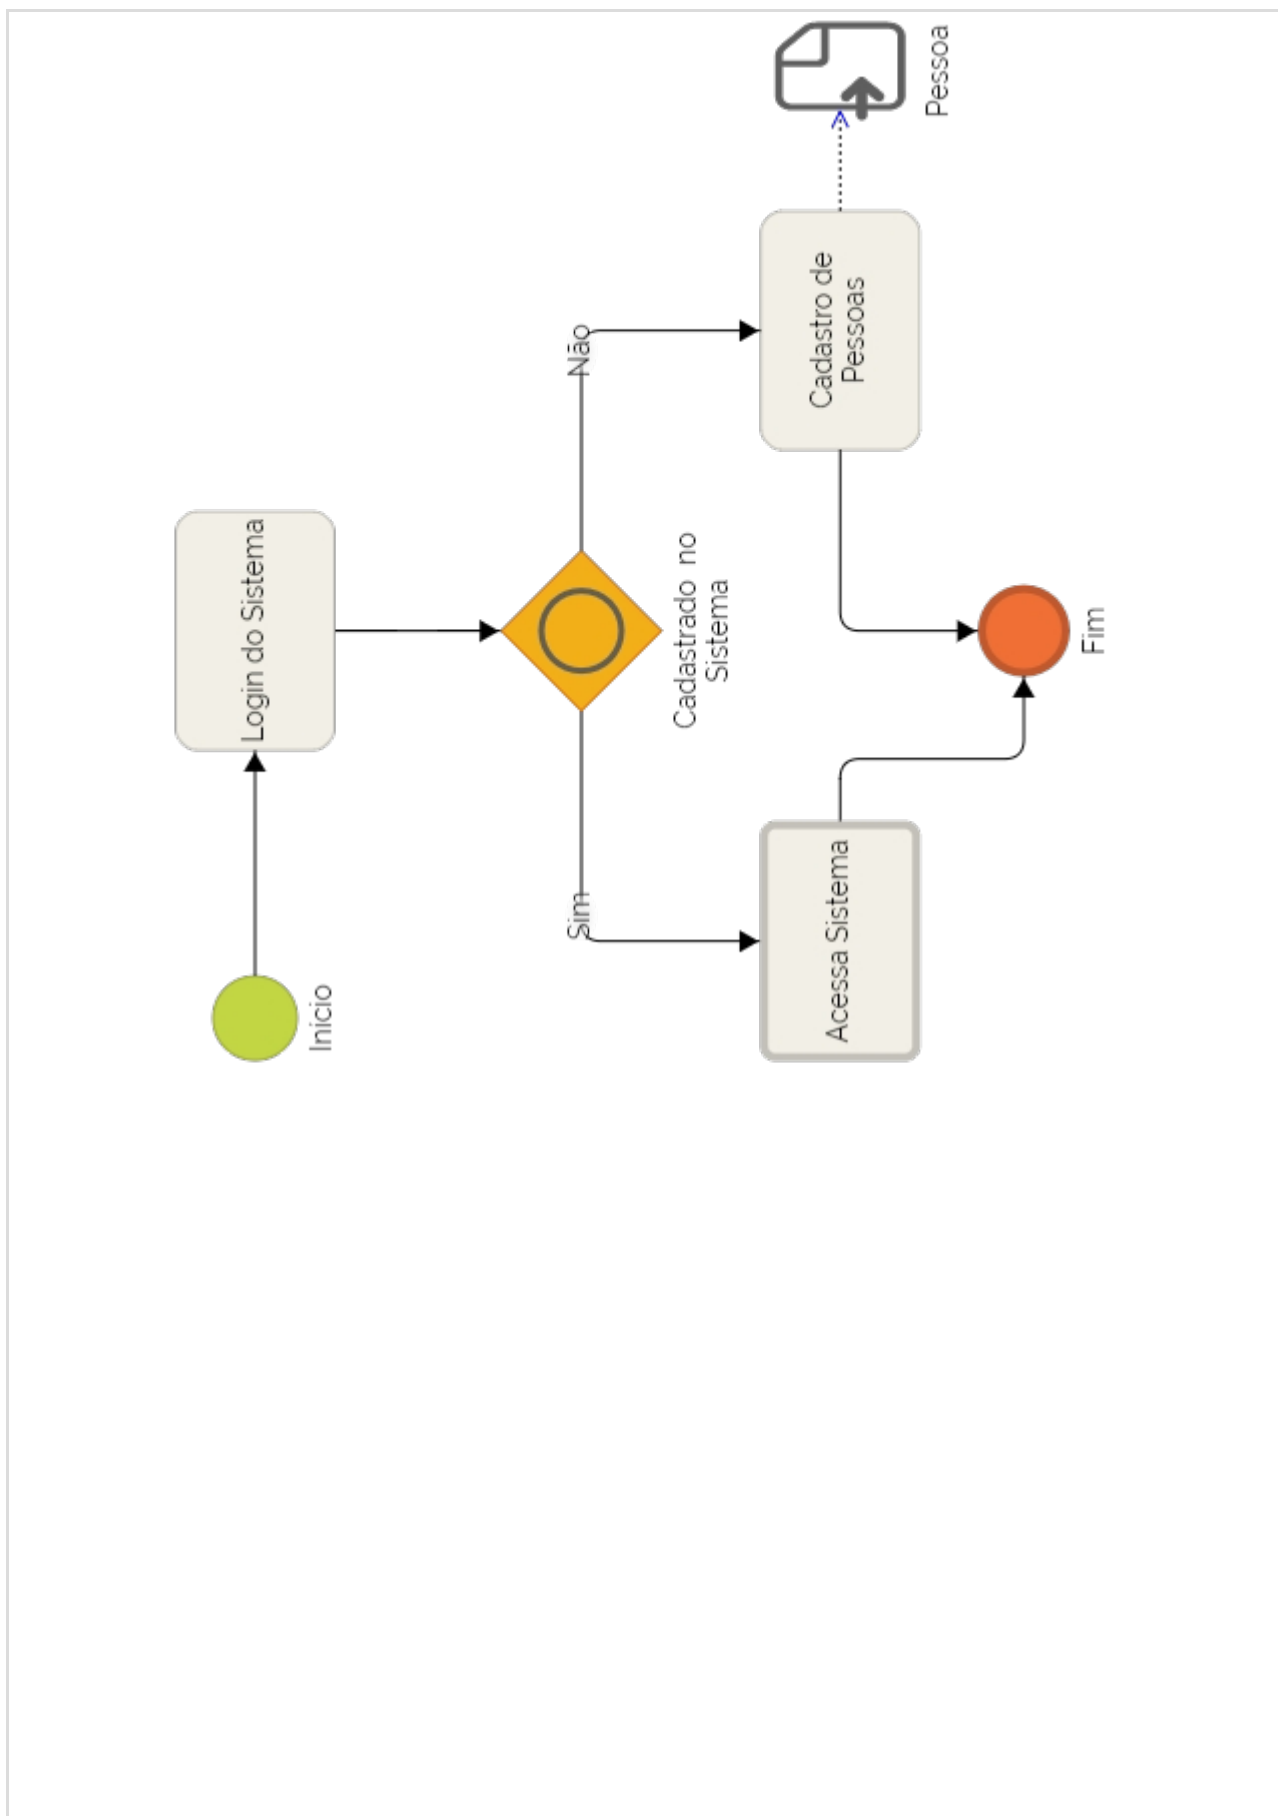 Inicio
Login do Sistema
Cadastrado no
Sistema
Sim
Não
Acessa Sistema
Cadastro de
Pessoas
Pessoa
Fim